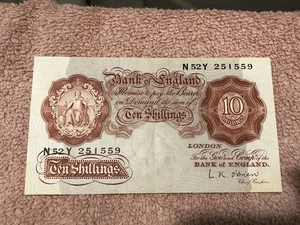 N52Y 251559
Bank of England
Promise to pay the Bearer
on Demand the sum of
Ten Shillings
10
SHILLINGS
LONDON
For the Gov.r and Comp.a of the
BANK OF ENGLAND.
N52Y 251559
L. K. O'Brien
Ten Shillings
Chief Cashier